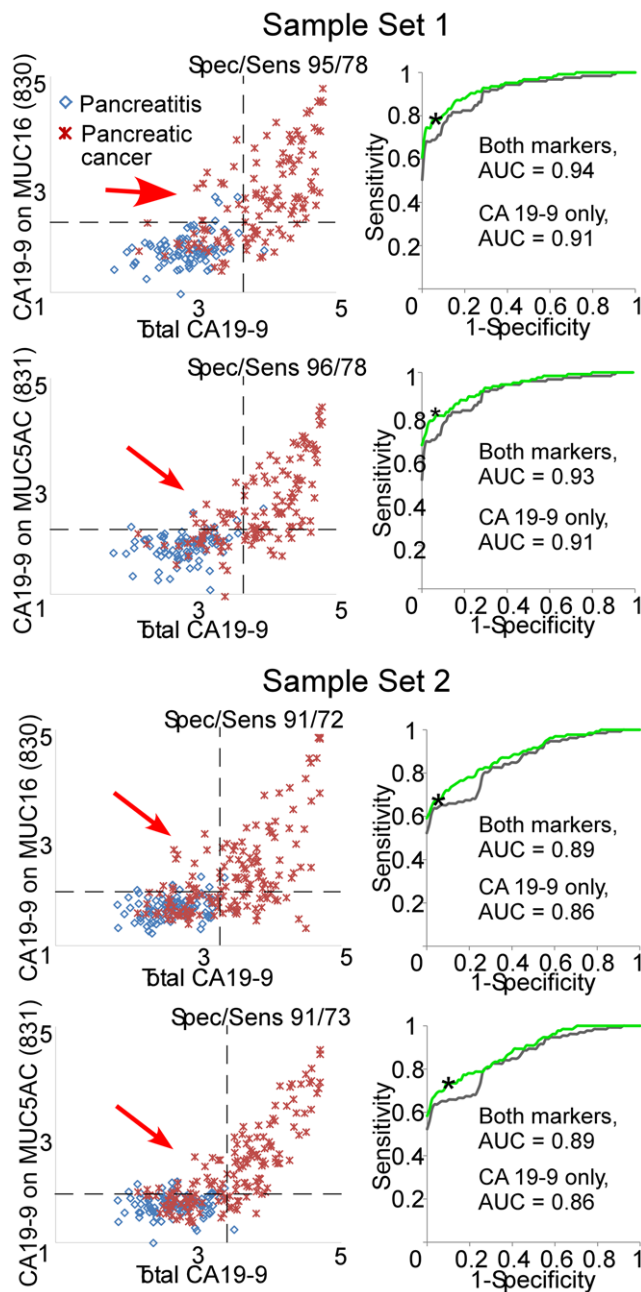 Sample Set 1
Spec/Sens 95/78
CA19-9 on MUC16 (830)
5
3
1
Pancreatitis
Pancreatic
cancer
3
5
Total CA19-9
Sensitivity
1
0.8
0.6
0.4
0.2
*
Both markers,
AUC = 0.94
CA 19-9 only,
AUC = 0.91
0 0.2 0.4 0.6 0.8 1
1-Specificity
Spec/Sens 96/78
CA19-9 on MUC5AC (831)
5
3
1
3
5
Total CA19-9
Sensitivity
1
0.8
0.6
0.4
0.2
*
Both markers,
AUC = 0.93
CA 19-9 only,
AUC = 0.91
0 0.2 0.4 0.6 0.8 1
1-Specificity
Sample Set 2
Spec/Sens 91/72
CA19-9 on MUC16 (830)
5
3
1
3
5
Total CA19-9
Sensitivity
1
0.8
0.6
0.4
0.2
*
Both markers,
AUC = 0.89
CA 19-9 only,
AUC = 0.86
0 0.2 0.4 0.6 0.8 1
1-Specificity
Spec/Sens 91/73
CA19-9 on MUC5AC (831)
5
3
1
3
5
Total CA19-9
Sensitivity
1
0.8
0.6
0.4
0.2
*
Both markers,
AUC = 0.89
CA 19-9 only,
AUC = 0.86
0 0.2 0.4 0.6 0.8 1
1-Specificity